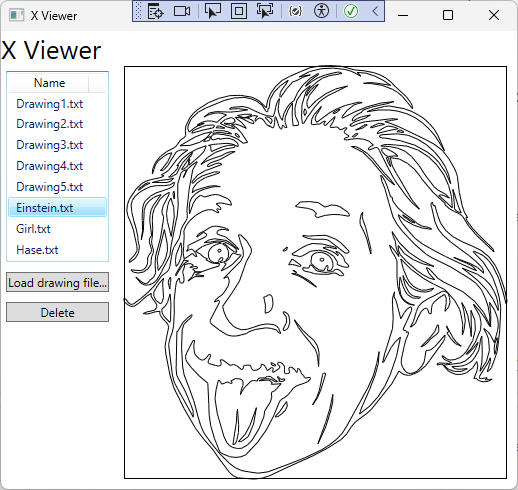 X Viewer
X Viewer
Name
Drawing1.txt
Drawing2.txt
Drawing3.txt
Drawing4.txt
Drawing5.txt
Einstein.txt
Girl.txt
Hase.txt
Load drawing file...
Delete